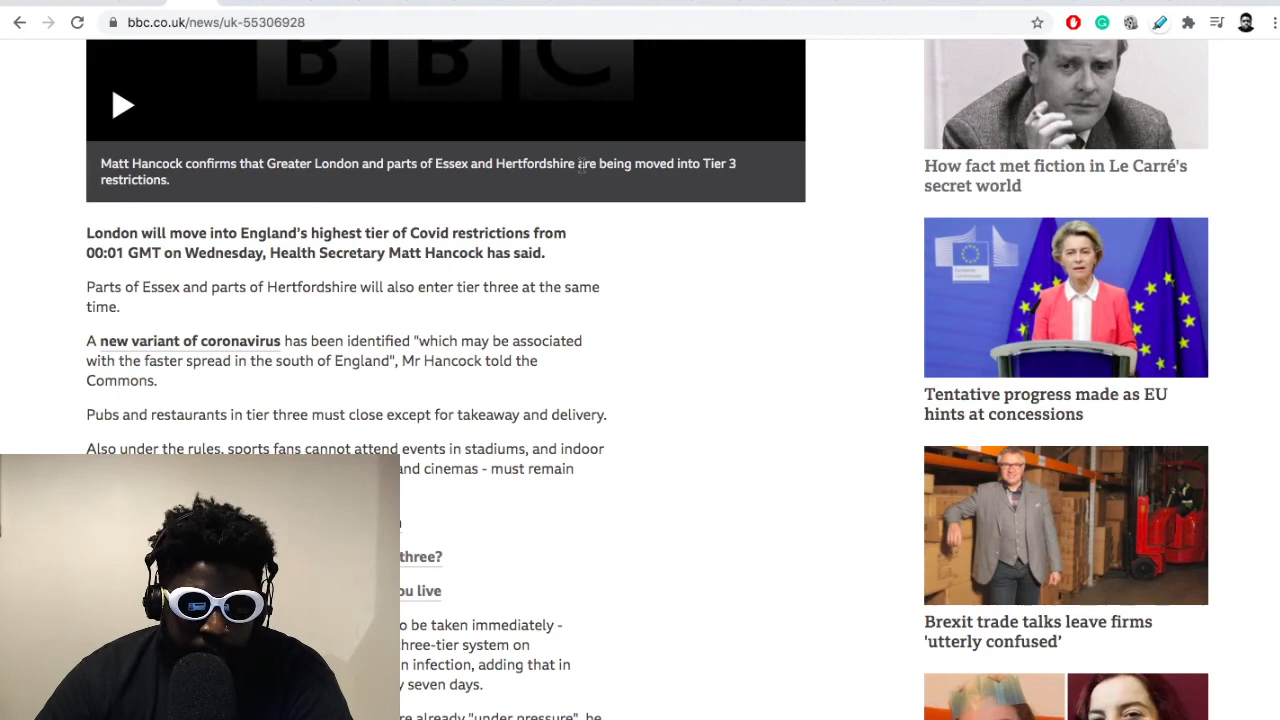 bbc.co.uk/news/uk-55306928
BBC
Matt Hancock confirms that Greater London and parts of Essex and Hertfordshire are being moved into Tier 3
restrictions.
London will move into England's highest tier of Covid restrictions from
00:01 GMT on Wednesday, Health Secretary Matt Hancock has said.
Parts of Essex and parts of Hertfordshire will also enter tier three at the same
time.
A new variant of coronavirus has been identified "which may be associated
with the faster spread in the south of England", Mr Hancock told the
Commons.
Pubs and restaurants in tier three must close except for takeaway and delivery.
Also under the rules, sports fans cannot attend events in stadiums, and indoor
and cinemas - must remain
three?
ou live
o be taken immediately -
hree-tier system on
n infection, adding that in
y seven days.
re already "under pressure", he
How fact met fiction in Le Carré's
secret world
Tentative progress made as EU
hints at concessions
Brexit trade talks leave firms
'utterly confused'